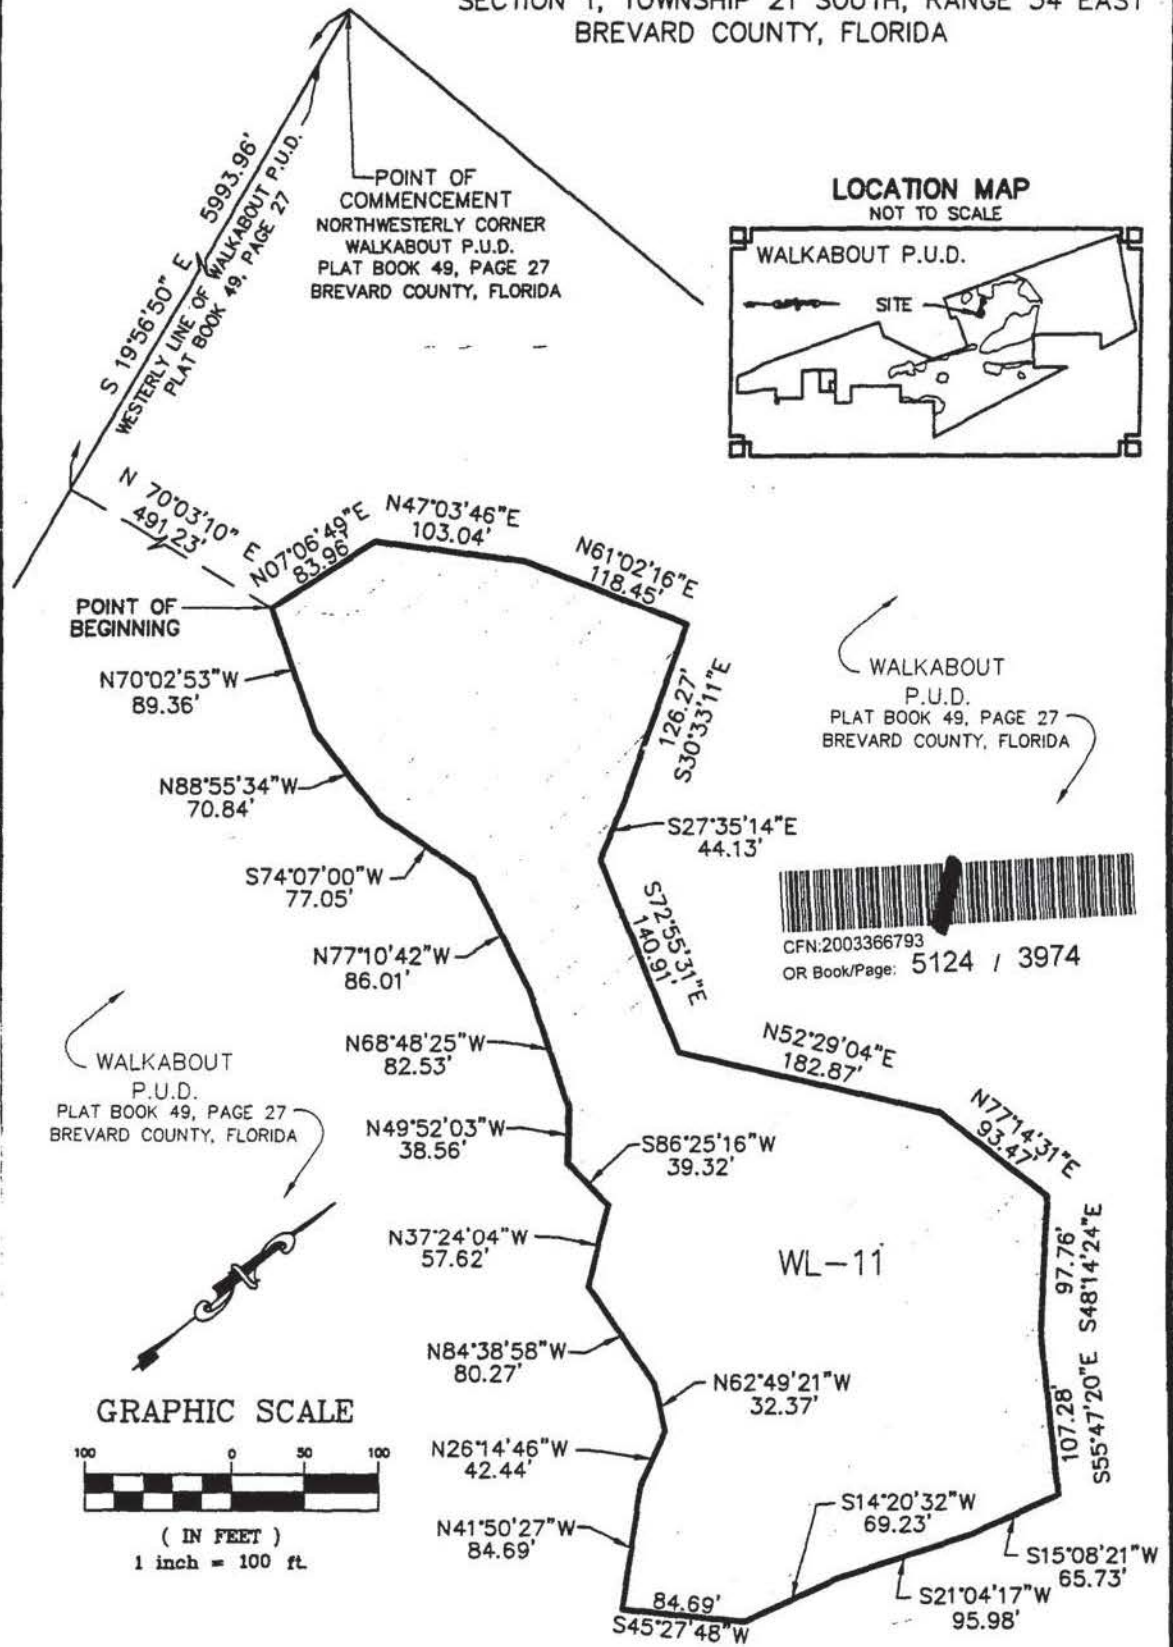 SECTION 1, TOWNSHIP 21 SOUTH, RANGE 34 EAST
BREVARD COUNTY, FLORIDA
S 19°56'50" E 5993.96'
WESTERLY LINE OF WALKABOUT P.U.D.
PLAT BOOK 49, PAGE 27
POINT OF
COMMENCEMENT
NORTHWESTERLY CORNER
WALKABOUT P.U.D.
PLAT BOOK 49, PAGE 27
BREVARD COUNTY, FLORIDA
LOCATION MAP
NOT TO SCALE
WALKABOUT P.U.D.
SITE
N 70°03'10" E
491.23'
N07°06'49"E
83.96'
N47°03'46"E
103.04'
N61°02'16"E
118.45'
POINT OF
BEGINNING
N70°02'53"W
89.36'
126.27'
S30°33'11"E
WALKABOUT
P.U.D.
PLAT BOOK 49, PAGE 27
BREVARD COUNTY, FLORIDA
N88°55'34"W
70.84'
S27°35'14"E
44.13'
S74°07'00"W
77.05'
S72°55'31"E
140.91'
CFN:2003366793
OR Book/Page: 5124 / 3974
N77°10'42"W
86.01'
N68°48'25"W
82.53'
N52°29'04"E
182.87'
WALKABOUT
P.U.D.
PLAT BOOK 49, PAGE 27
BREVARD COUNTY, FLORIDA
N49°52'03"W
38.56'
S86°25'16"W
39.32'
N77°14'31"E
93.47'
N37°24'04"W
57.62'
WL-11
97.76'
S48°14'24"E
N84°38'58"W
80.27'
N62°49'21"W
32.37'
107.28'
S55°47'20"E
GRAPHIC SCALE
100 0 50 100
( IN FEET )
1 inch = 100 ft.
N26°14'46"W
42.44'
N41°50'27"W
84.69'
S14°20'32"W
69.23'
S15°08'21"W
65.73'
S21°04'17"W
95.98'
84.69'
S45°27'48"W